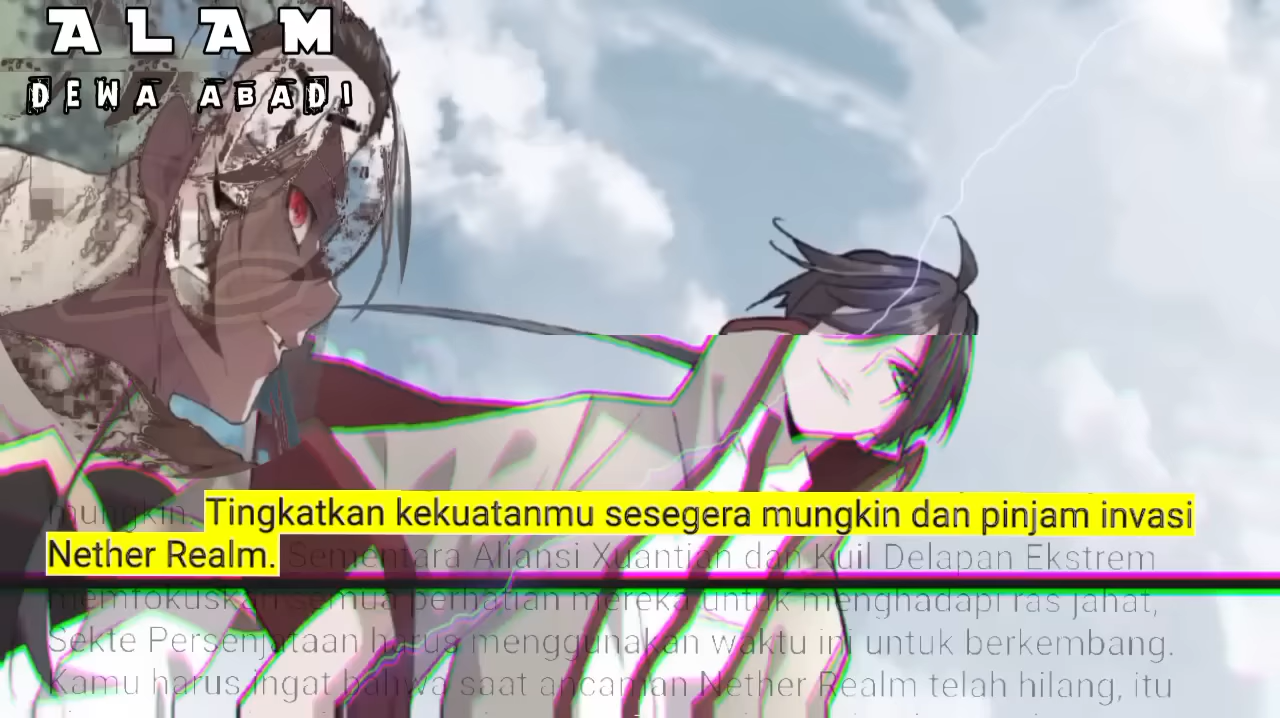 ALAM
DEWA ABADI
mungkin. Tingkatkan kekuatanmu sesegera mungkin dan pinjam invasi
Nether Realm. Sementara Aliansi Xuantian dan Kuil Delapan Ekstrem
memfokuskan semua perhatian mereka untuk menghadapi ras jahat,
Sekte Persenjataan harus menggunakan waktu ini untuk berkembang.
Kamu harus ingat bahwa saat ancaman Nether Realm telah hilang, itu